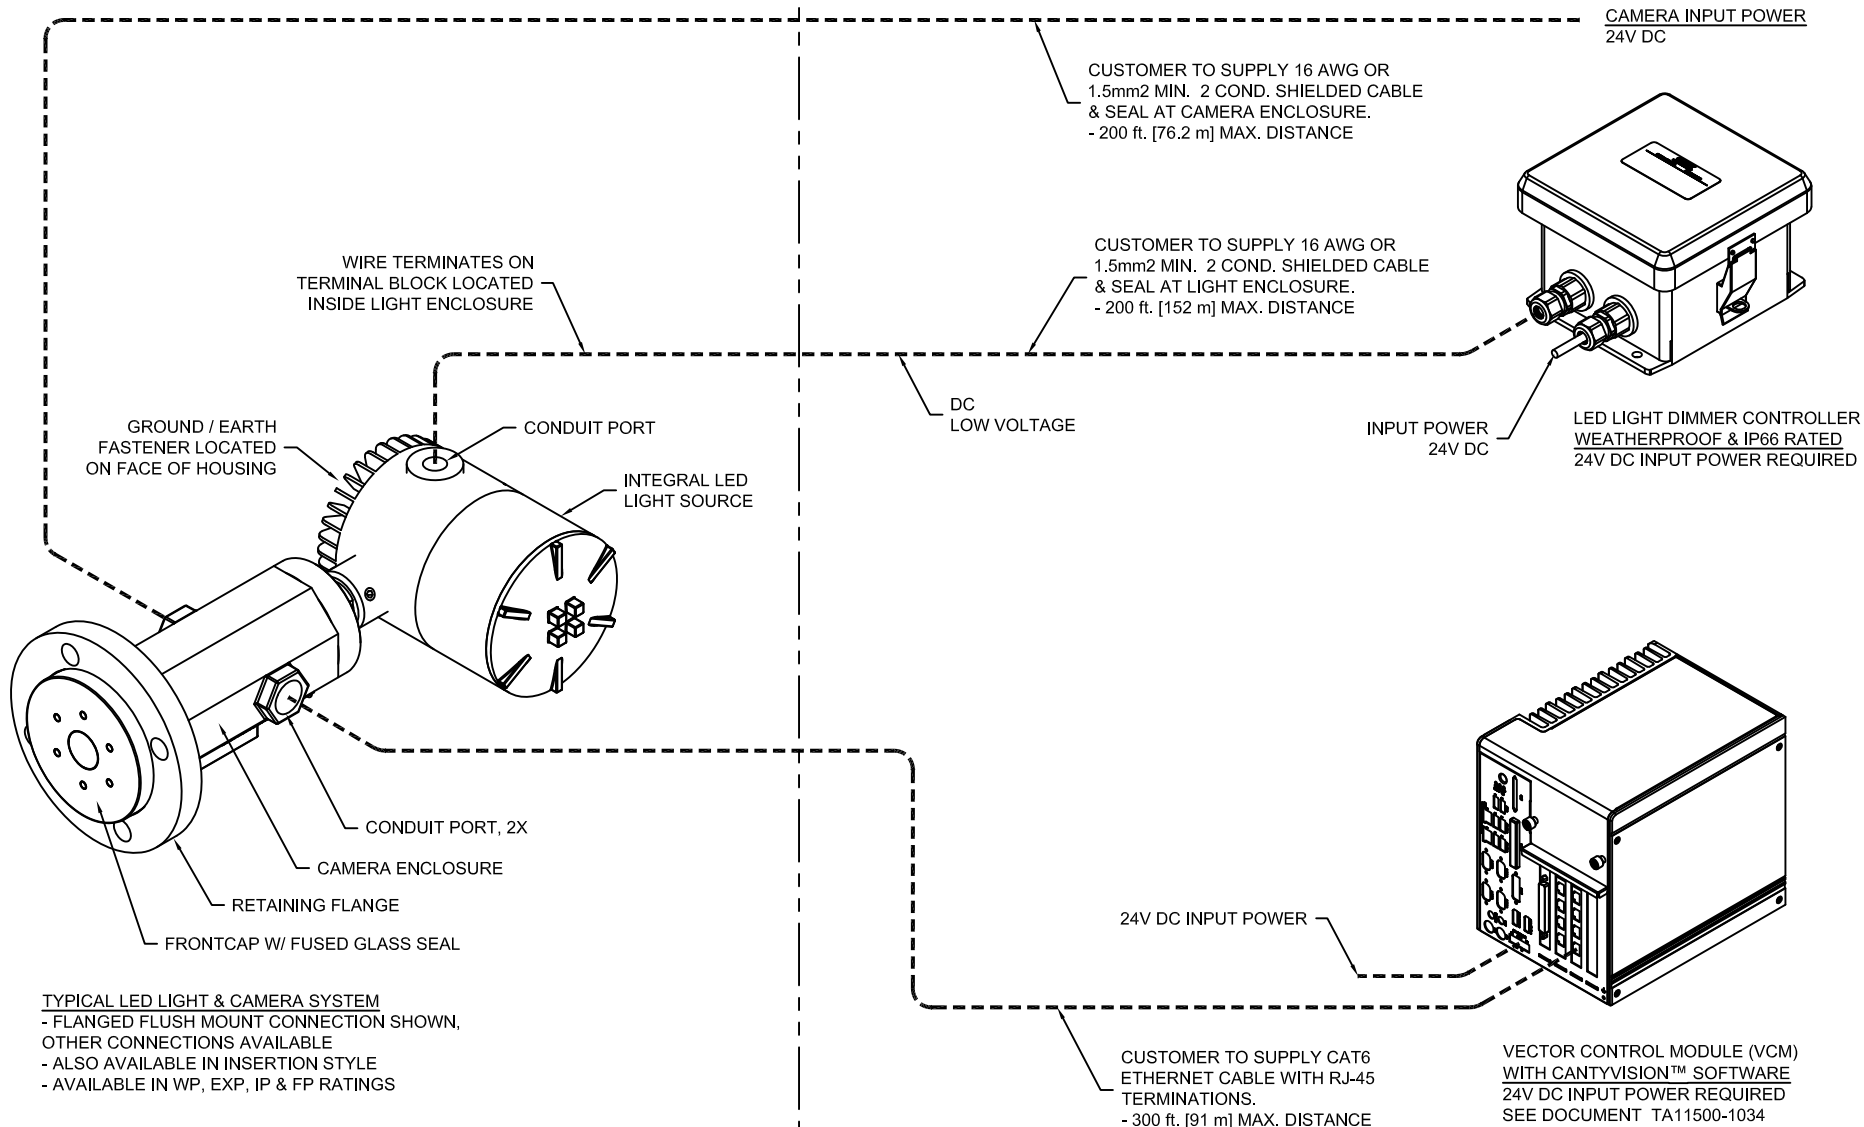 CAMERA INPUT POWER
24V DC
CUSTOMER TO SUPPLY 16 AWG OR
1.5mm2 MIN.  2 COND. SHIELDED CABLE
& SEAL AT CAMERA ENCLOSURE.
- 200 ft. [76.2 m] MAX. DISTANCE
WIRE TERMINATES ON
TERMINAL BLOCK LOCATED
INSIDE LIGHT ENCLOSURE
CUSTOMER TO SUPPLY 16 AWG OR
1.5mm2 MIN.  2 COND. SHIELDED CABLE
& SEAL AT LIGHT ENCLOSURE.
- 200 ft. [152 m] MAX. DISTANCE
GROUND / EARTH
FASTENER LOCATED
ON FACE OF HOUSING
CONDUIT PORT
INTEGRAL LED
LIGHT SOURCE
DC
LOW VOLTAGE
INPUT POWER
24V DC
LED LIGHT DIMMER CONTROLLER
WEATHERPROOF & IP66 RATED
24V DC INPUT POWER REQUIRED
CONDUIT PORT, 2X
CAMERA ENCLOSURE
RETAINING FLANGE
FRONTCAP W/ FUSED GLASS SEAL
24V DC INPUT POWER
TYPICAL LED LIGHT & CAMERA SYSTEM
- FLANGED FLUSH MOUNT CONNECTION SHOWN,
OTHER CONNECTIONS AVAILABLE
- ALSO AVAILABLE IN INSERTION STYLE
- AVAILABLE IN WP, EXP, IP & FP RATINGS
CUSTOMER TO SUPPLY CAT6
ETHERNET CABLE WITH RJ-45
TERMINATIONS.
- 300 ft. [91 m] MAX. DISTANCE
VECTOR CONTROL MODULE (VCM)
WITH CANTYVISION™ SOFTWARE
24V DC INPUT POWER REQUIRED
SEE DOCUMENT  TA11500-1034